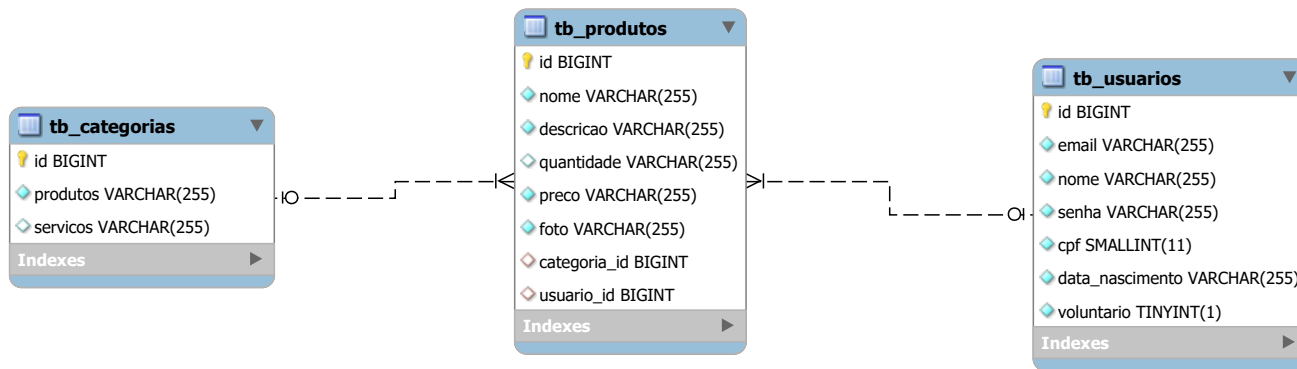 tb_categorias
id BIGINT
produtos VARCHAR(255)
servicos VARCHAR(255)
Indexes
tb_produtos
id BIGINT
nome VARCHAR(255)
descricao VARCHAR(255)
quantidade VARCHAR(255)
preco VARCHAR(255)
foto VARCHAR(255)
categoria_id BIGINT
usuario_id BIGINT
Indexes
tb_usuarios
id BIGINT
email VARCHAR(255)
nome VARCHAR(255)
senha VARCHAR(255)
cpf SMALLINT(11)
data_nascimento VARCHAR(255)
voluntario TINYINT(1)
Indexes